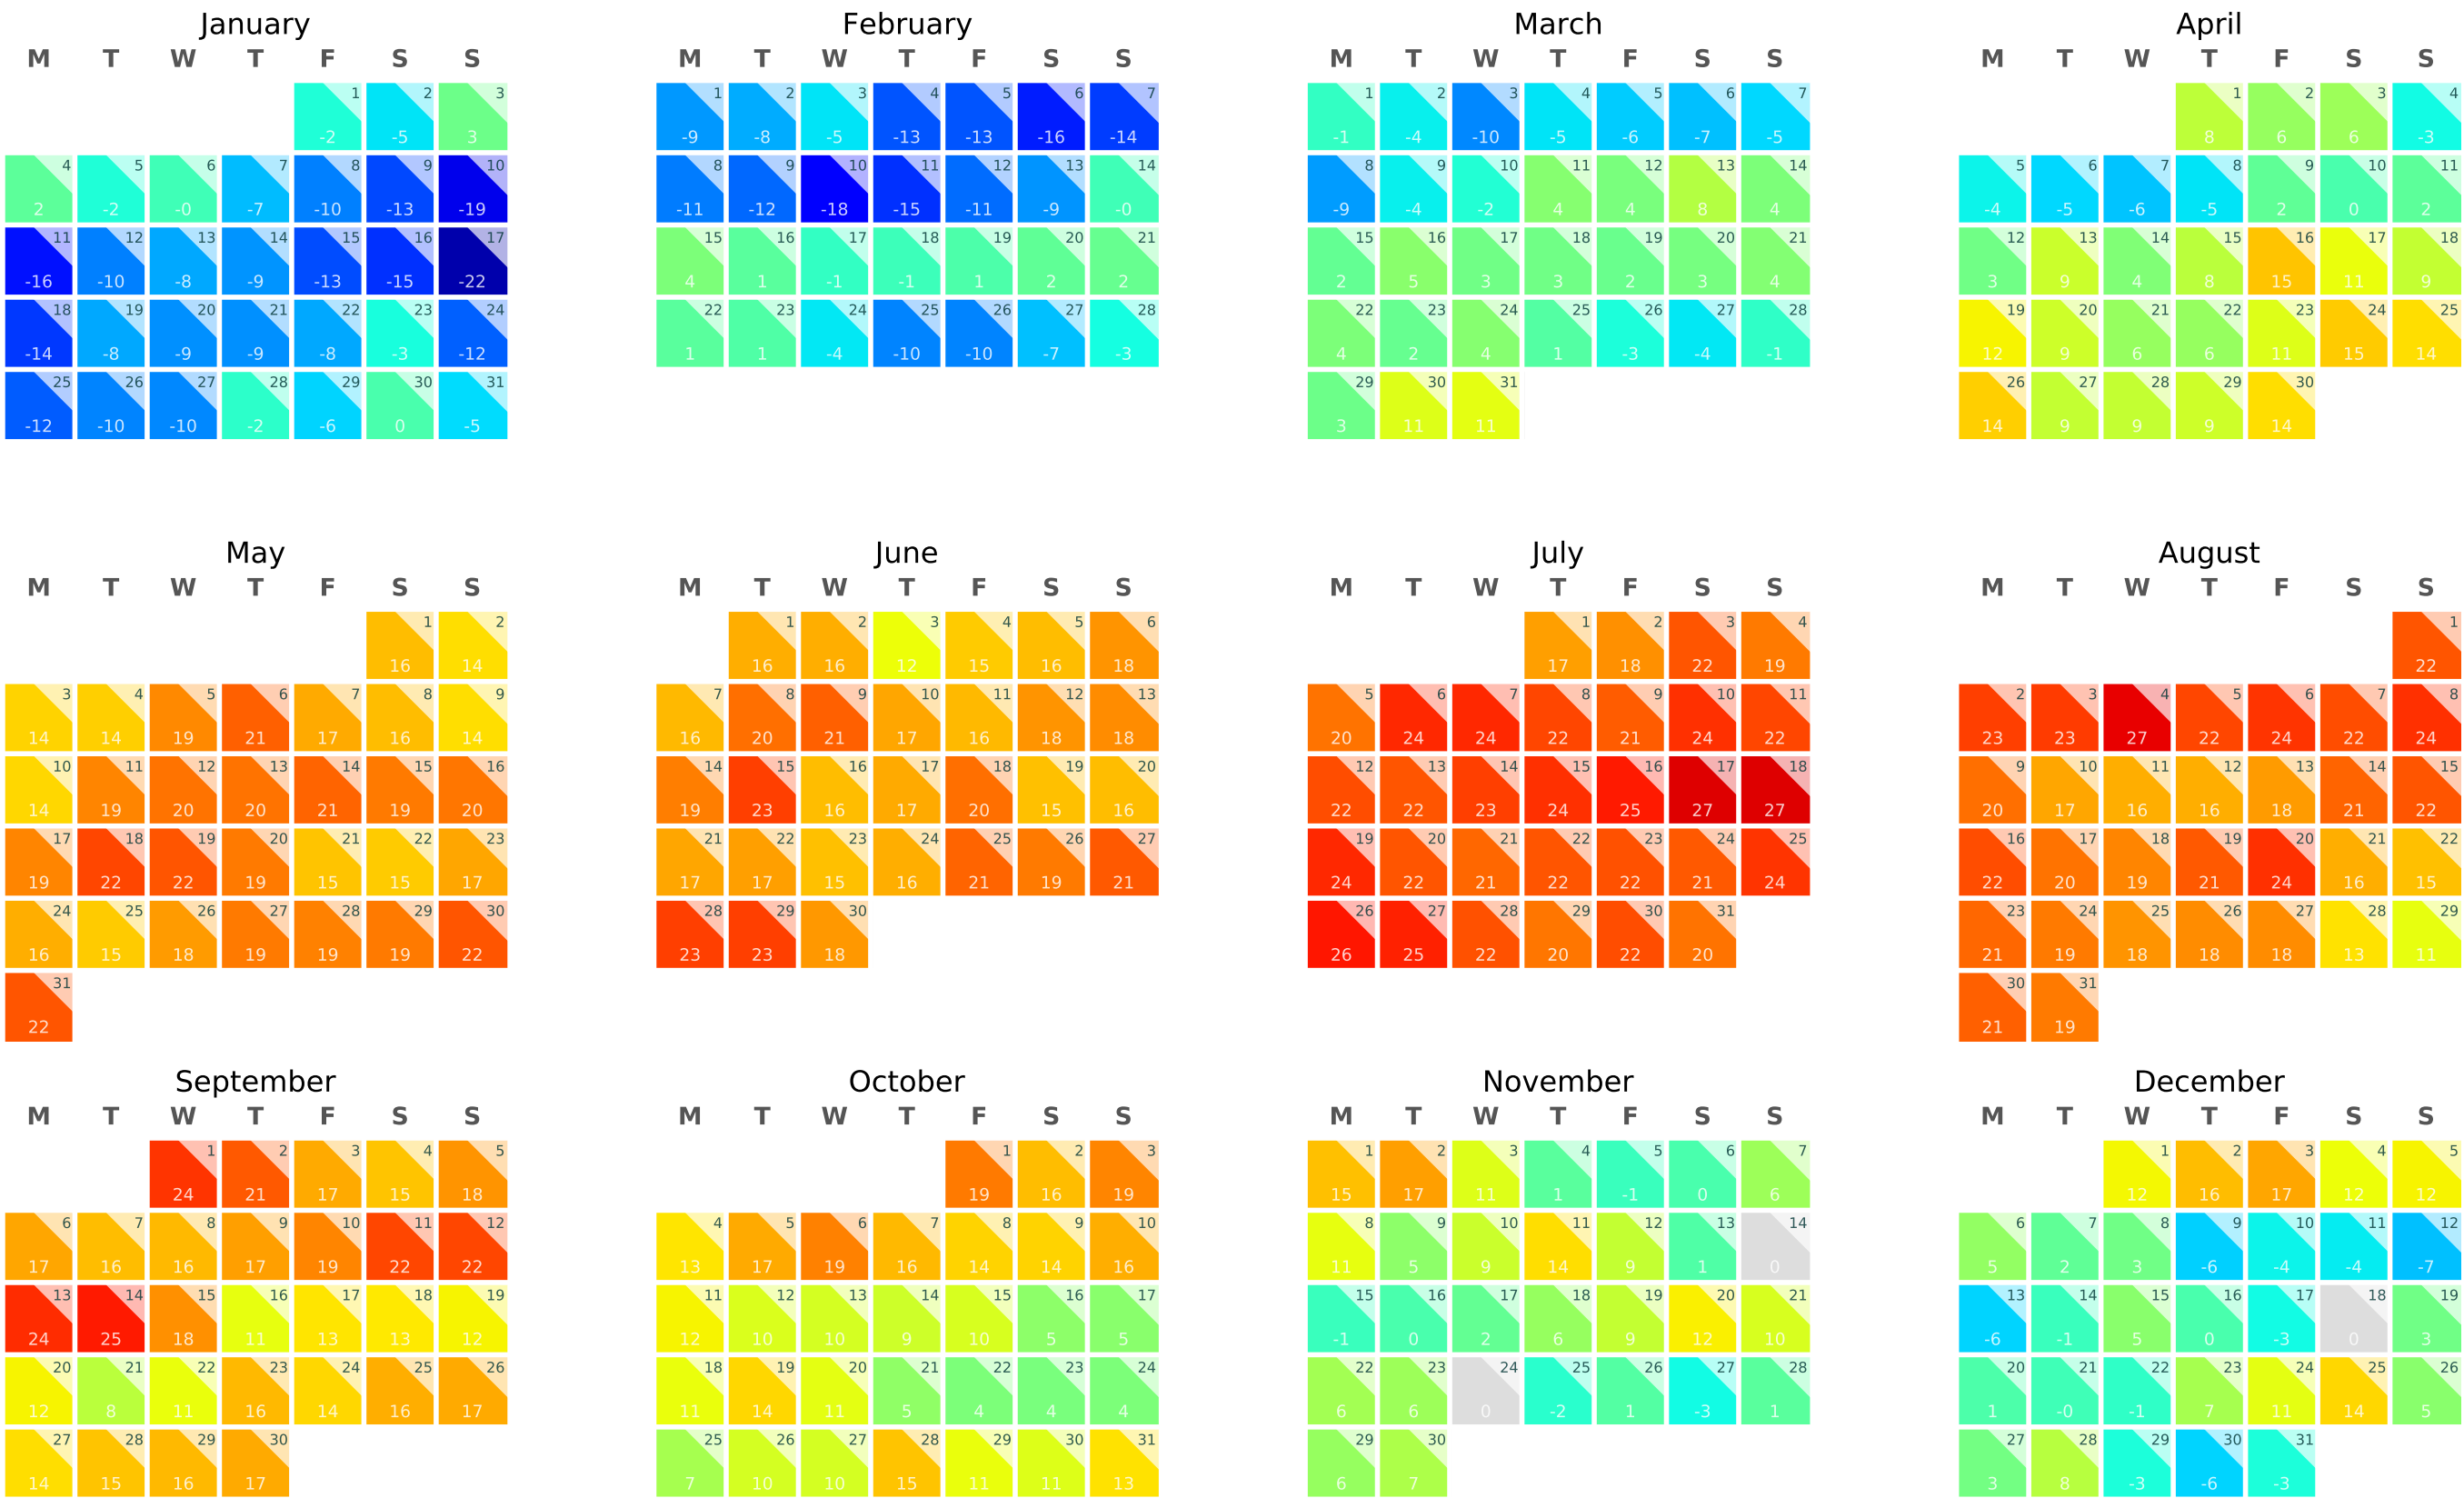 January February March April
M T W T F S S M T W T F S S M T W T F S S M T W T F S S
1 2 3 1 2 3 4 5 6 7 1 2 3 4 5 6 7 1 2 3 4
-2 -5 3 -9 -8 -5 -13 -13 -16 -14 -1 -4 -10 -5 -6 -7 -5 8 6 6 -3
4 5 6 7 8 9 10 8 9 10 11 12 13 14 8 9 10 11 12 13 14 5 6 7 8 9 10 11
2 -2 -0 -7 -10 -13 -19 -11 -12 -18 -15 -11 -9 -0 -9 -4 -2 4 4 8 4 -4 -5 -6 -5 2 0 2
11 12 13 14 15 16 17 15 16 17 18 19 20 21 15 16 17 18 19 20 21 12 13 14 15 16 17 18
-16 -10 -8 -9 -13 -15 -22 4 1 -1 -1 1 2 2 2 5 3 3 2 3 4 3 9 4 8 15 11 9
18 19 20 21 22 23 24 22 23 24 25 26 27 28 22 23 24 25 26 27 28 19 20 21 22 23 24 25
-14 -8 -9 -9 -8 -3 -12 1 1 -4 -10 -10 -7 -3 4 2 4 1 -3 -4 -1 12 9 6 6 11 15 14
25 26 27 28 29 30 31 29 30 31 26 27 28 29 30
-12 -10 -10 -2 -6 0 -5 3 11 11 14 9 9 9 14
May June July August
M T W T F S S M T W T F S S M T W T F S S M T W T F S S
1 2 1 2 3 4 5 6 1 2 3 4 1
16 14 16 16 12 15 16 18 17 18 22 19 22
3 4 5 6 7 8 9 7 8 9 10 11 12 13 5 6 7 8 9 10 11 2 3 4 5 6 7 8
14 14 19 21 17 16 14 16 20 21 17 16 18 18 20 24 24 22 21 24 22 23 23 27 22 24 22 24
10 11 12 13 14 15 16 14 15 16 17 18 19 20 12 13 14 15 16 17 18 9 10 11 12 13 14 15
14 19 20 20 21 19 20 19 23 16 17 20 15 16 22 22 23 24 25 27 27 20 17 16 16 18 21 22
17 18 19 20 21 22 23 21 22 23 24 25 26 27 19 20 21 22 23 24 25 16 17 18 19 20 21 22
19 22 22 19 15 15 17 17 17 15 16 21 19 21 24 22 21 22 22 21 24 22 20 19 21 24 16 15
24 25 26 27 28 29 30 28 29 30 26 27 28 29 30 31 23 24 25 26 27 28 29
16 15 18 19 19 19 22 23 23 18 26 25 22 20 22 20 21 19 18 18 18 13 11
31 30 31
22 21 19
September October November December
M T W T F S S M T W T F S S M T W T F S S M T W T F S S
1 2 3 4 5 1 2 3 1 2 3 4 5 6 7 1 2 3 4 5
24 21 17 15 18 19 16 19 15 17 11 1 -1 0 6 12 16 17 12 12
6 7 8 9 10 11 12 4 5 6 7 8 9 10 8 9 10 11 12 13 14 6 7 8 9 10 11 12
17 16 16 17 19 22 22 13 17 19 16 14 14 16 11 5 9 14 9 1 0 5 2 3 -6 -4 -4 -7
13 14 15 16 17 18 19 11 12 13 14 15 16 17 15 16 17 18 19 20 21 13 14 15 16 17 18 19
24 25 18 11 13 13 12 12 10 10 9 10 5 5 -1 0 2 6 9 12 10 -6 -1 5 0 -3 0 3
20 21 22 23 24 25 26 18 19 20 21 22 23 24 22 23 24 25 26 27 28 20 21 22 23 24 25 26
12 8 11 16 14 16 17 11 14 11 5 4 4 4 6 6 0 -2 1 -3 1 1 -0 -1 7 11 14 5
27 28 29 30 25 26 27 28 29 30 31 29 30 27 28 29 30 31
14 15 16 17 7 10 10 15 11 11 13 6 7 3 8 -3 -6 -3